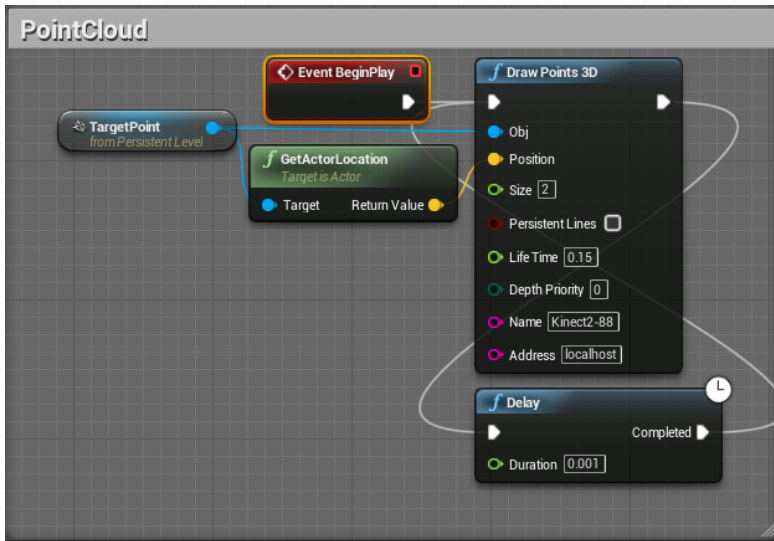 PointCloud
Event BeginPlay
TargetPoint
from Persistent Level
GetActorLocation
Target is Actor
Target
Return Value
Draw Points 3D
Obj
Position
Size 2
Persistent Lines
Life Time 0.15
Depth Priority 0
Name Kinect2-88
Address localhost
Delay
Completed
Duration 0.001